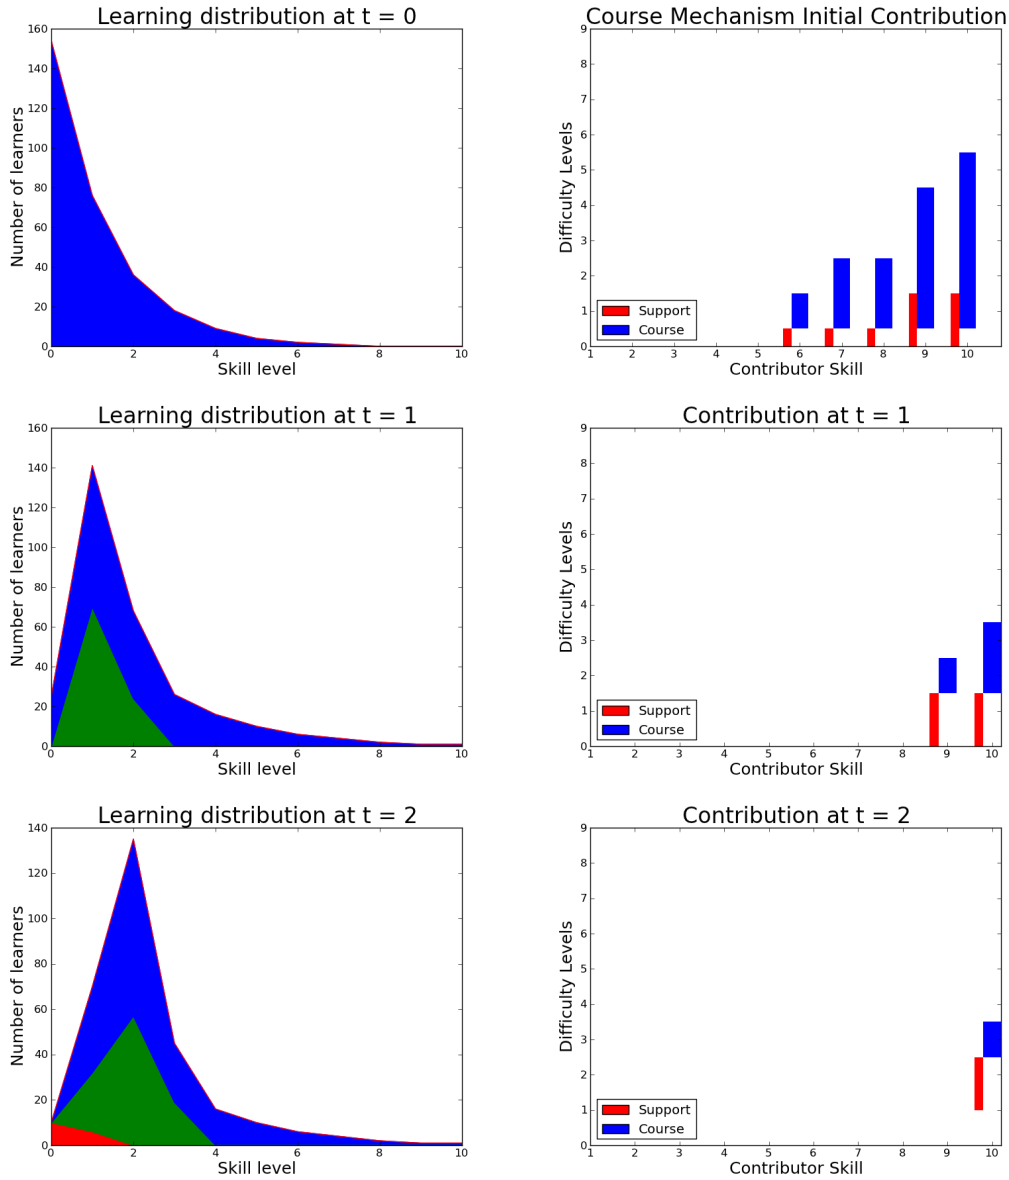 Learning distribution at t = 0
Number of learners
160
140
120
100
80
60
40
20
0
0 2 4 6 8 10
Skill level
Course Mechanism Initial Contribution
Difficulty Levels
9
8
7
6
5
4
3
2
1
0
Support
Course
1 2 3 4 5 6 7 8 9 10
Contributor Skill
Learning distribution at t = 1
Number of learners
160
140
120
100
80
60
40
20
0
0 2 4 6 8 10
Skill level
Contribution at t = 1
Difficulty Levels
9
8
7
6
5
4
3
2
1
0
Support
Course
1 2 3 4 5 6 7 8 9 10
Contributor Skill
Learning distribution at t = 2
Number of learners
140
120
100
80
60
40
20
0
0 2 4 6 8 10
Skill level
Contribution at t = 2
Difficulty Levels
9
8
7
6
5
4
3
2
1
0
Support
Course
1 2 3 4 5 6 7 8 9 10
Contributor Skill